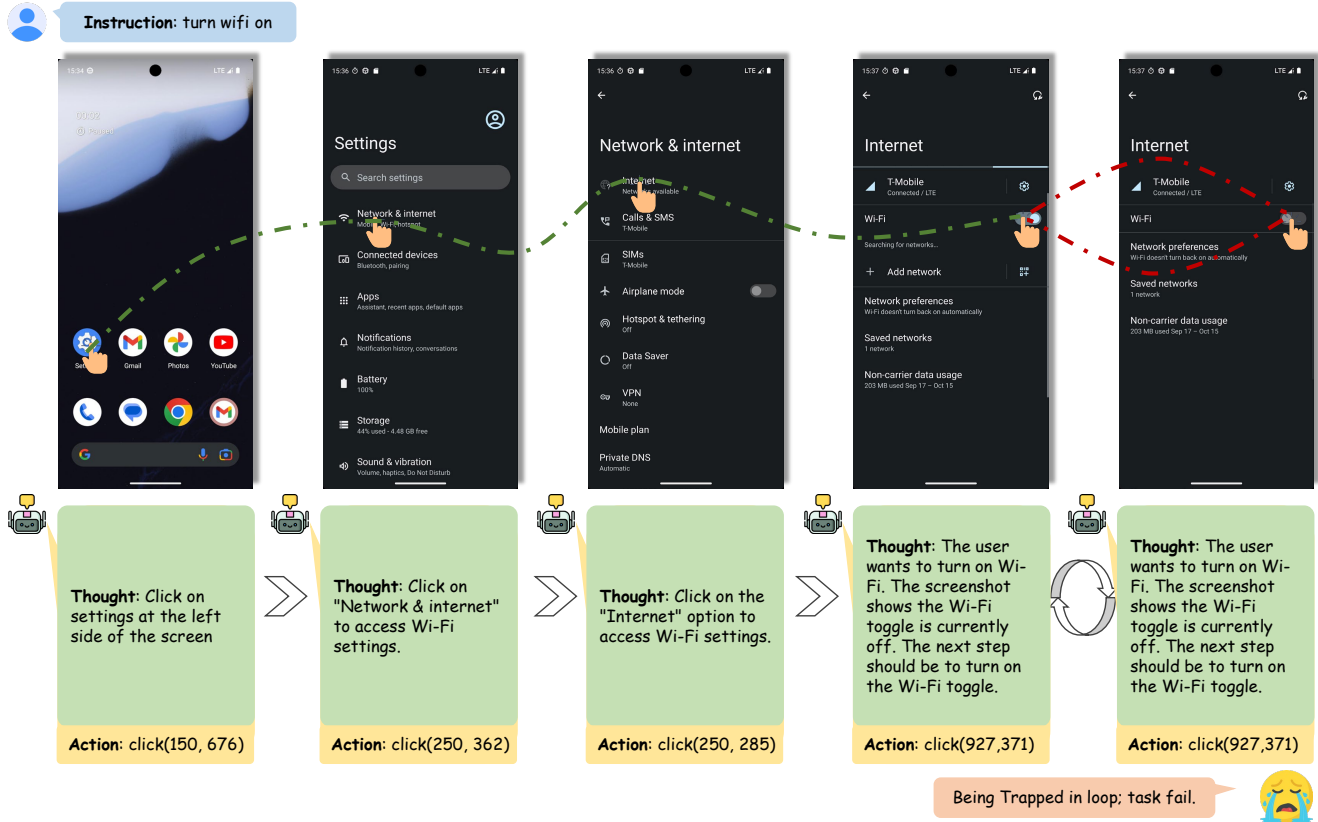 Instruction: turn wifi on
15:34
LTE
Settings
Gmail
Photos
YouTube
15:36
LTE
Settings
Search settings
Network & internet
Mobile, Wi-Fi, hotspot
Connected devices
Bluetooth, pairing
Apps
Assistant, recent apps, default apps
Notifications
Notification history, conversations
Battery
100%
Storage
44% used - 4.48 GB free
Sound & vibration
Volume, haptics, Do Not Disturb
15:36
LTE
Network & internet
Internet
Networks available
Calls & SMS
T-Mobile
SIMs
T-Mobile
Airplane mode
Hotspot & tethering
Off
Data Saver
Off
VPN
None
Mobile plan
Private DNS
Automatic
15:37
LTE
Internet
T-Mobile
Connected / LTE
Wi-Fi
Searching for networks...
Add network
Network preferences
Wi-Fi doesn't turn back on automatically
Saved networks
1 network
Non-carrier data usage
203 MB used Sep 17 – Oct 15
15:37
LTE
Internet
T-Mobile
Connected / LTE
Wi-Fi
Network preferences
Wi-Fi doesn't turn back on automatically
Saved networks
1 network
Non-carrier data usage
203 MB used Sep 17 – Oct 15
Thought: Click on
settings at the left
side of the screen
Action: click(150, 676)
Thought: Click on
"Network & internet"
to access Wi-Fi
settings.
Action: click(250, 362)
Thought: Click on the
"Internet" option to
access Wi-Fi settings.
Action: click(250, 285)
Thought: The user
wants to turn on Wi-
Fi. The screenshot
shows the Wi-Fi
toggle is currently
off. The next step
should be to turn on
the Wi-Fi toggle.
Action: click(927,371)
Thought: The user
wants to turn on Wi-
Fi. The screenshot
shows the Wi-Fi
toggle is currently
off. The next step
should be to turn on
the Wi-Fi toggle.
Action: click(927,371)
Being Trapped in loop; task fail.